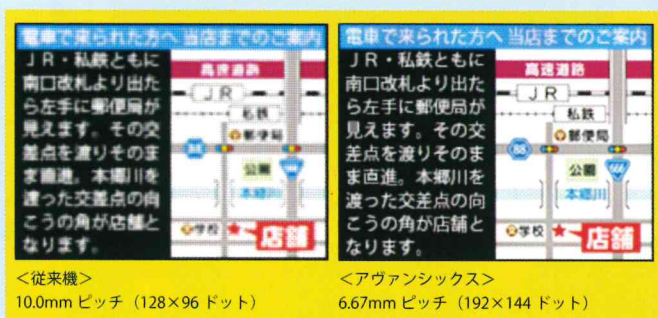 電車で来られた方へ 当店までのご案内
JR・私鉄ともに
南口改札より出た
ら左手に郵便局が
見えます。その交
差点を渡りそのま
ま直進。本郷川を
渡った交差点の向
こうの角が店舗と
なります。
高速道路
JR
私鉄
郵便局
88
公園
本郷川
学校
店舗
電車で来られた方へ 当店までのご案内
JR・私鉄ともに
南口改札より出た
ら左手に郵便局が
見えます。その交
差点を渡りそのま
ま直進。本郷川を
渡った交差点の向
こうの角が店舗と
なります。
高速道路
JR
私鉄
郵便局
88
公園
666
本郷川
学校
店舗
<従来機>
10.0mm ピッチ(128×96 ドット)
<アヴァンシックス>
6.67mm ピッチ(192×144 ドット)